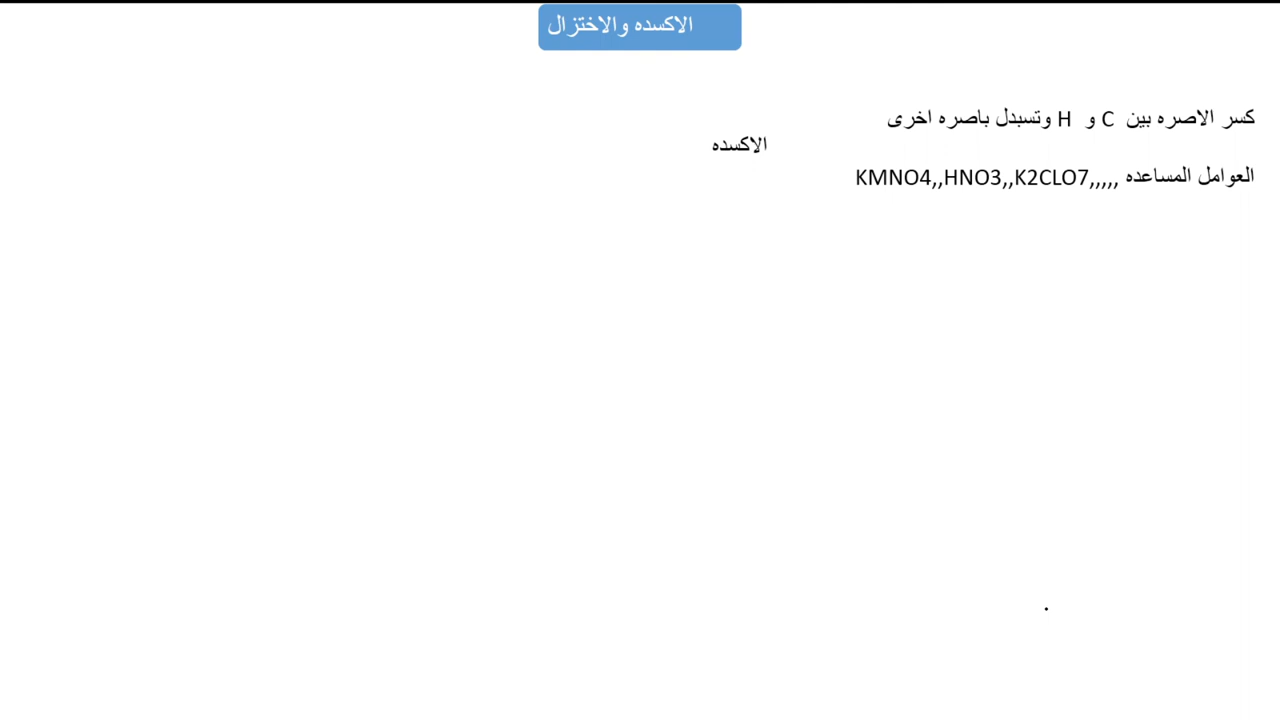 الاكسده والاختزال
كسر الاصره بين C و H وتسبدل باصره اخرى
الاكسده
العوامل المساعده ,,,,,KMNO4,,HNO3,,K2CLO7
.